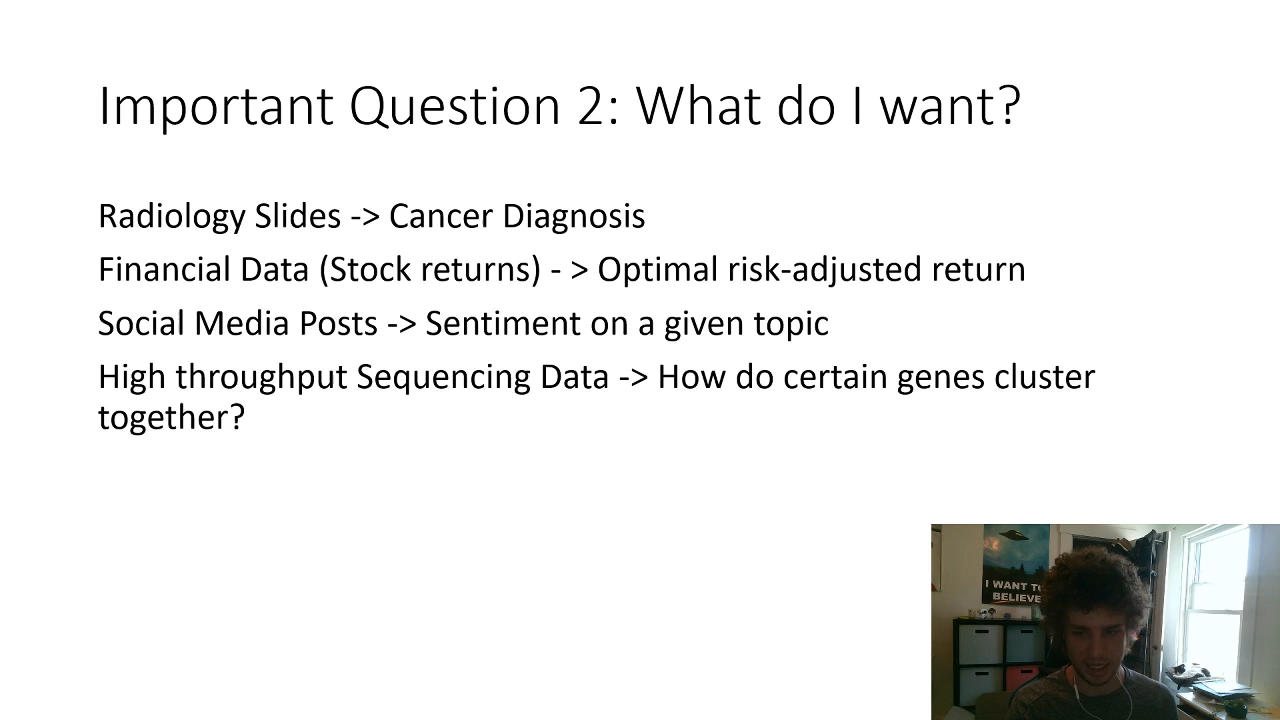 Important Question 2: What do I want?
Radiology Slides -> Cancer Diagnosis
Financial Data (Stock returns) - > Optimal risk-adjusted return
Social Media Posts -> Sentiment on a given topic
High throughput Sequencing Data -> How do certain genes cluster
together?
I WANT TO
BELIEVE